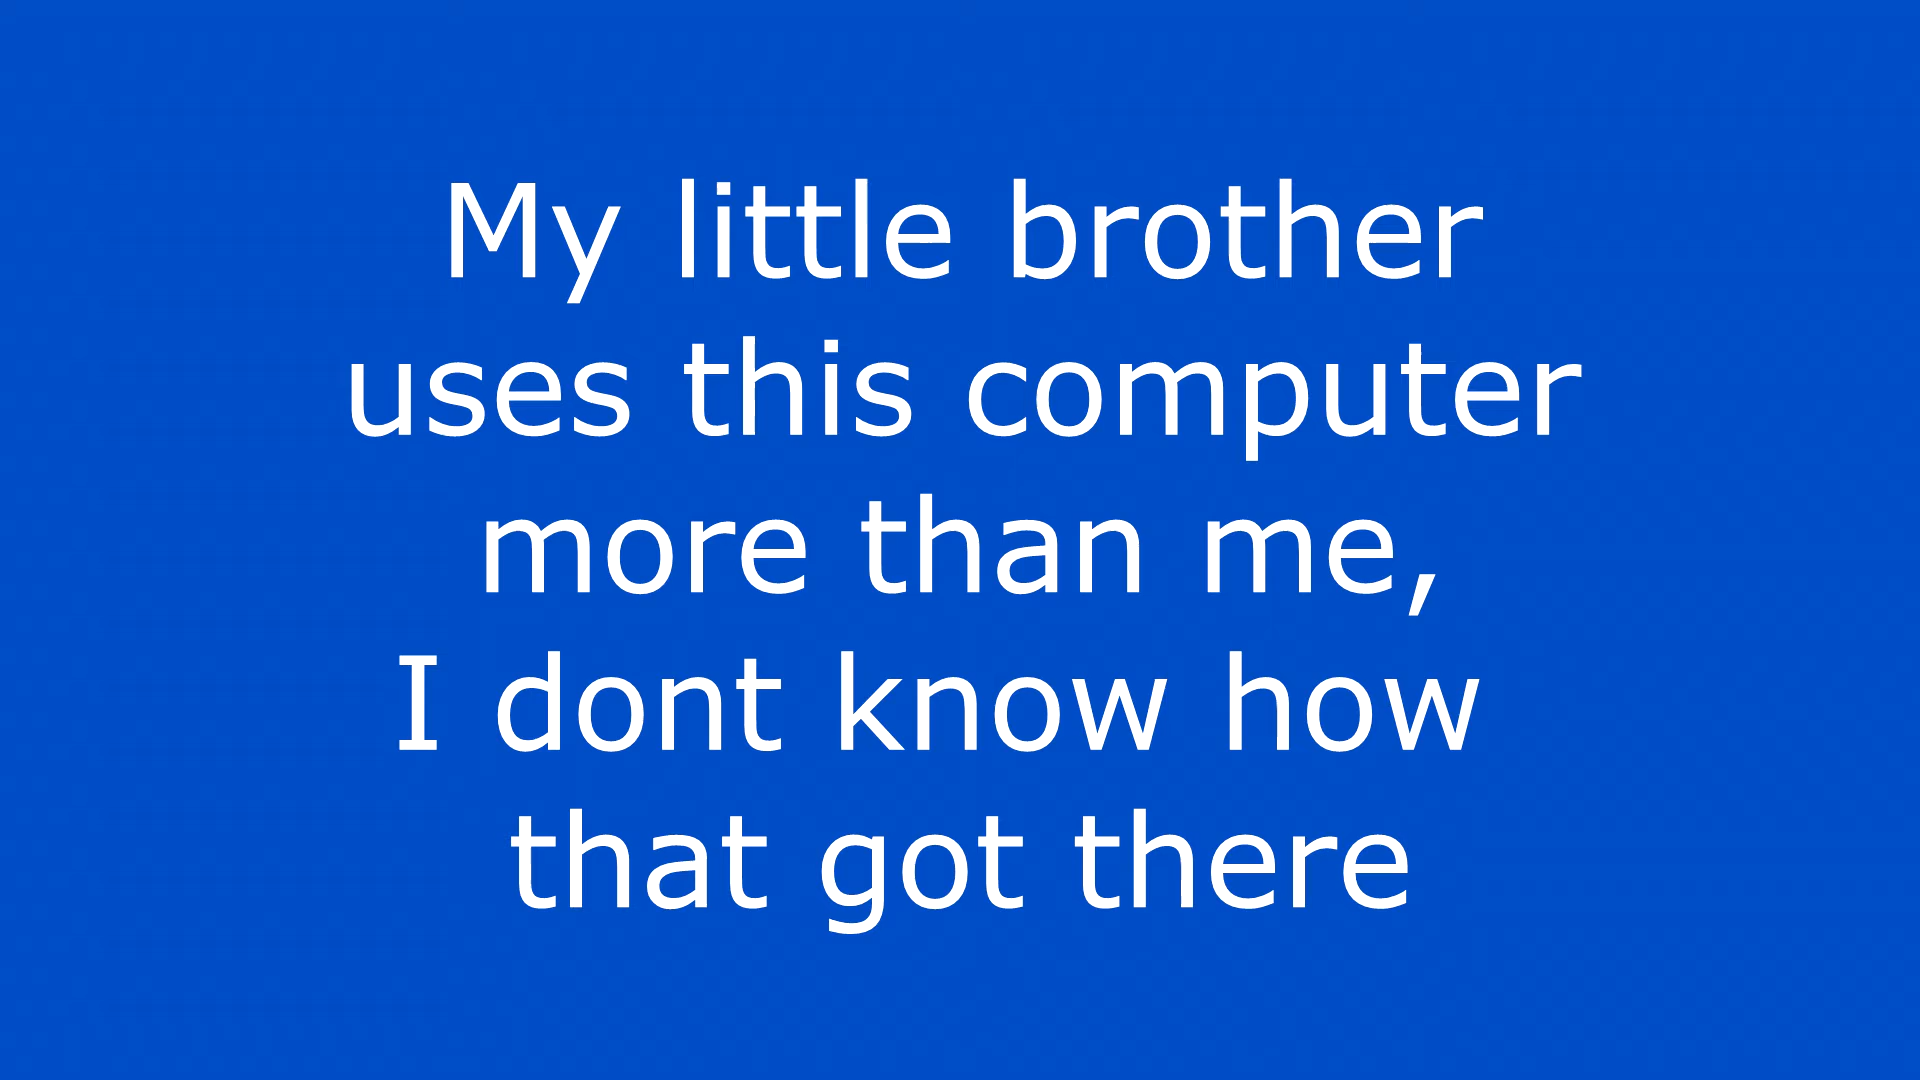 My little brother
uses this computer
more than me,
I dont know how
that got there